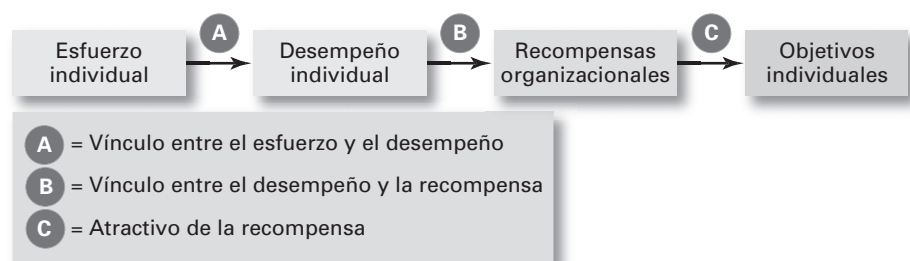 A
B
C
Esfuerzo
individual
Desempeño
individual
Recompensas
organizacionales
Objetivos
individuales
A = Vínculo entre el esfuerzo y el desempeño
B = Vínculo entre el desempeño y la recompensa
C = Atractivo de la recompensa